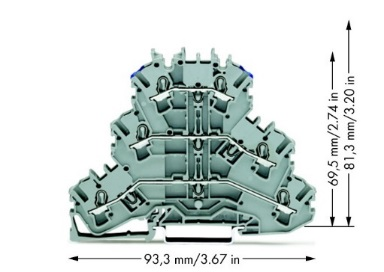 69,5 mm/2.74 in
81,3 mm/3.20 in
93,3 mm/3.67 in